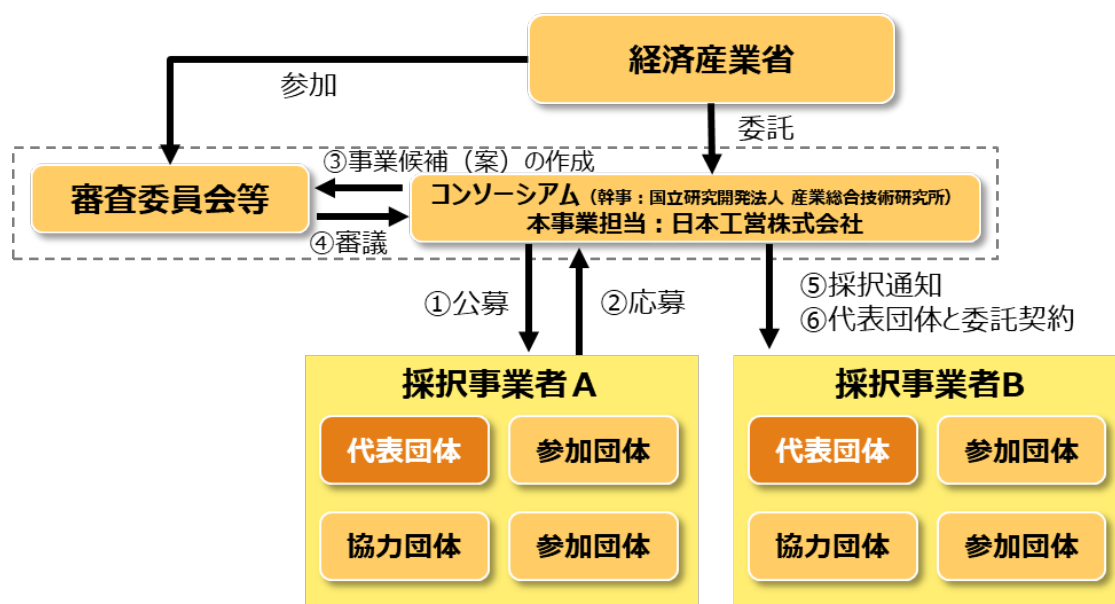 経済産業省
参加
委託
③事業候補（案）の作成
審査委員会等
コンソーシアム（幹事：国立研究開発法人 産業総合技術研究所）
本事業担当：日本工営株式会社
④審議
①公募
②応募
⑤採択通知
⑥代表団体と委託契約
採択事業者A
代表団体
参加団体
協力団体
参加団体
採択事業者B
代表団体
参加団体
協力団体
参加団体